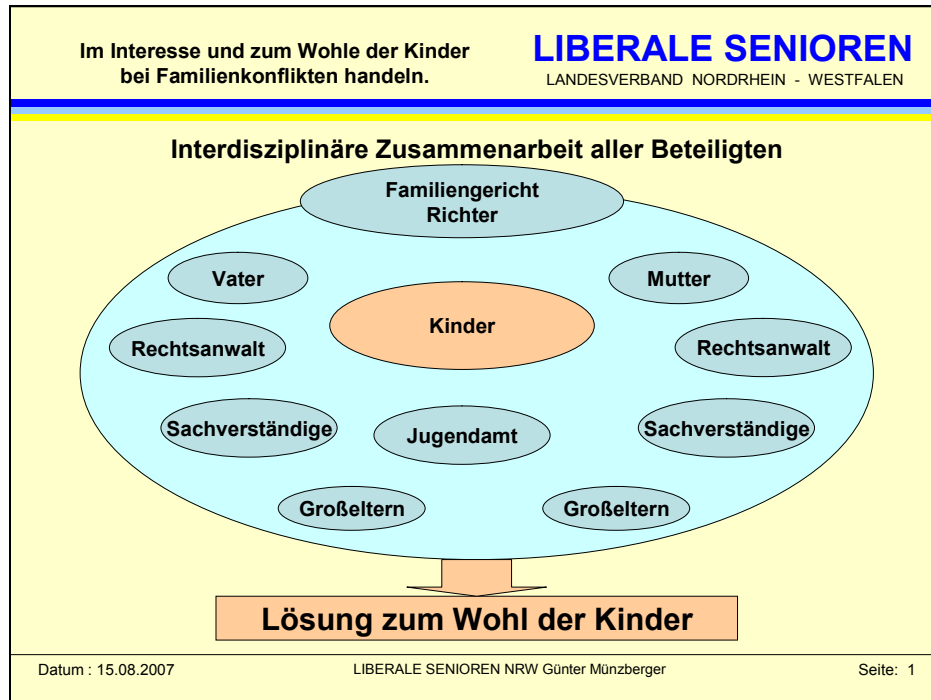 Im Interesse und zum Wohle der Kinder
bei Familienkonflikten handeln.
LIBERALE SENIOREN
LANDESVERBAND NORDRHEIN - WESTFALEN
Interdisziplinäre Zusammenarbeit aller Beteiligten
Familiengericht
Richter
Vater
Mutter
Kinder
Rechtsanwalt
Rechtsanwalt
Sachverständige
Jugendamt
Sachverständige
Großeltern
Großeltern
Lösung zum Wohl der Kinder
Datum : 15.08.2007
LIBERALE SENIOREN NRW Günter Münzberger
Seite: 1